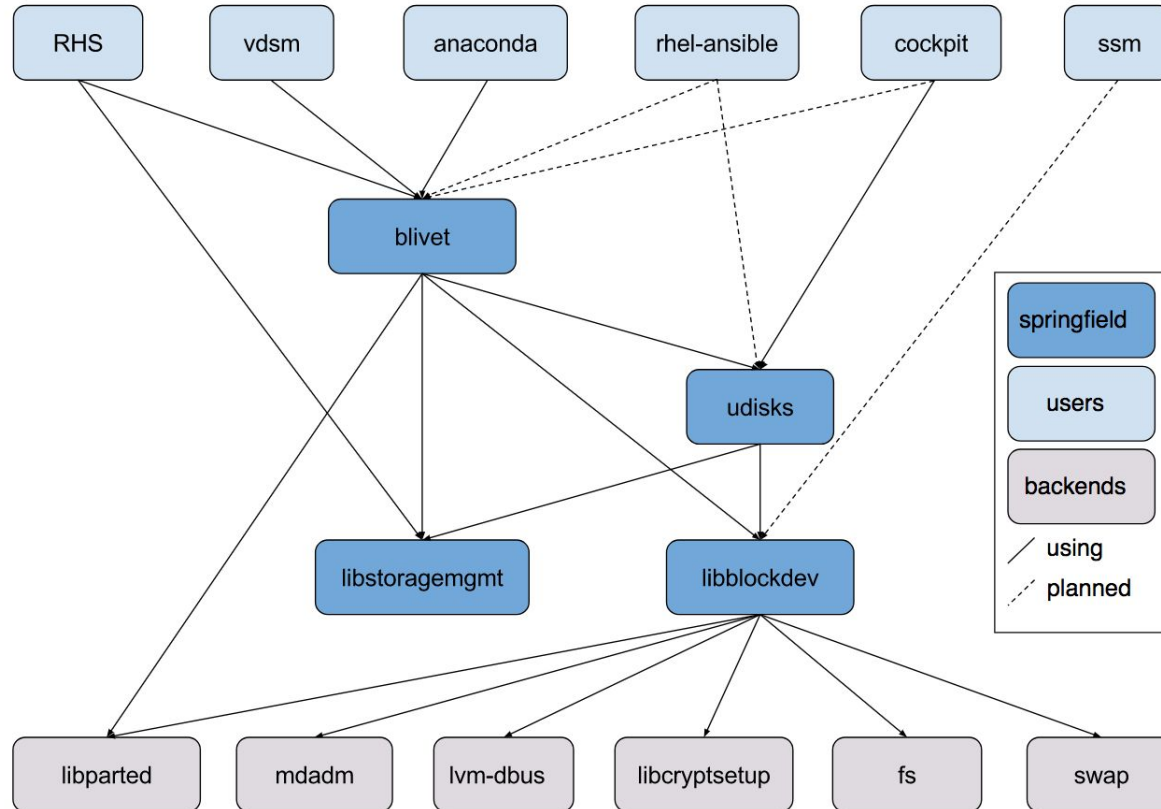 RHS
vdsm
anaconda
rhel-ansible
cockpit
ssm
blivet
springfield
users
udisks
backends
using
planned
libstoragemgmt
libblockdev
libparted
mdadm
lvm-dbus
libcryptsetup
fs
swap